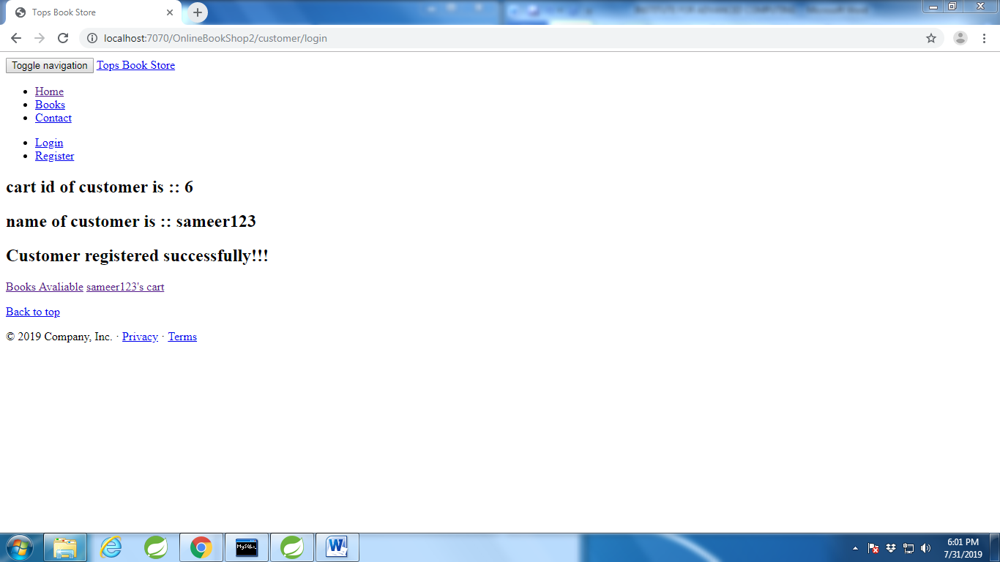 Tops Book Store
localhost:7070/OnlineBookShop2/customer/login
Toggle navigation Tops Book Store
Home
Books
Contact
Login
Register
cart id of customer is :: 6
name of customer is :: sameer123
Customer registered successfully!!!
Books Avaliable sameer123's cart
Back to top
© 2019 Company, Inc. · Privacy · Terms
6:01 PM
7/31/2019